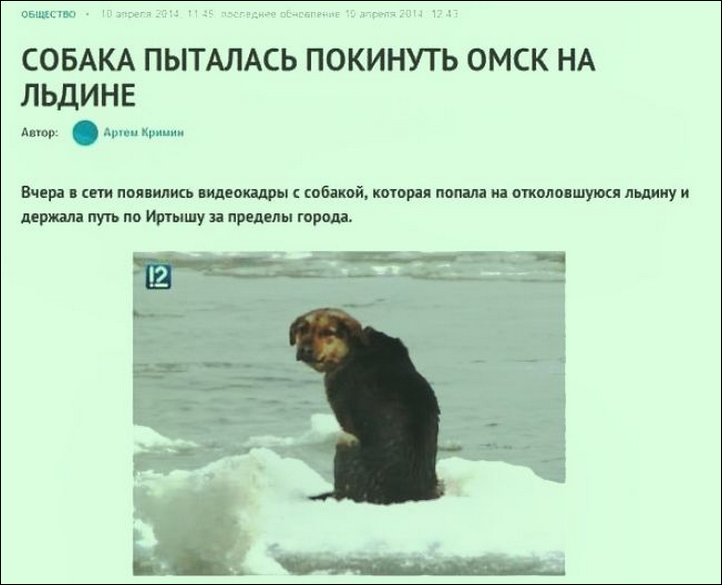 ОБЩЕСТВО • 10 апреля 2014, 11:45, последнее обновление 10 апреля 2014, 12:43
СОБАКА ПЫТАЛАСЬ ПОКИНУТЬ ОМСК НА
ЛЬДИНЕ
Автор: Артем Кримин
Вчера в сети появились видеокадры с собакой, которая попала на отколовшуюся льдину и
держала путь по Иртышу за пределы города.
12